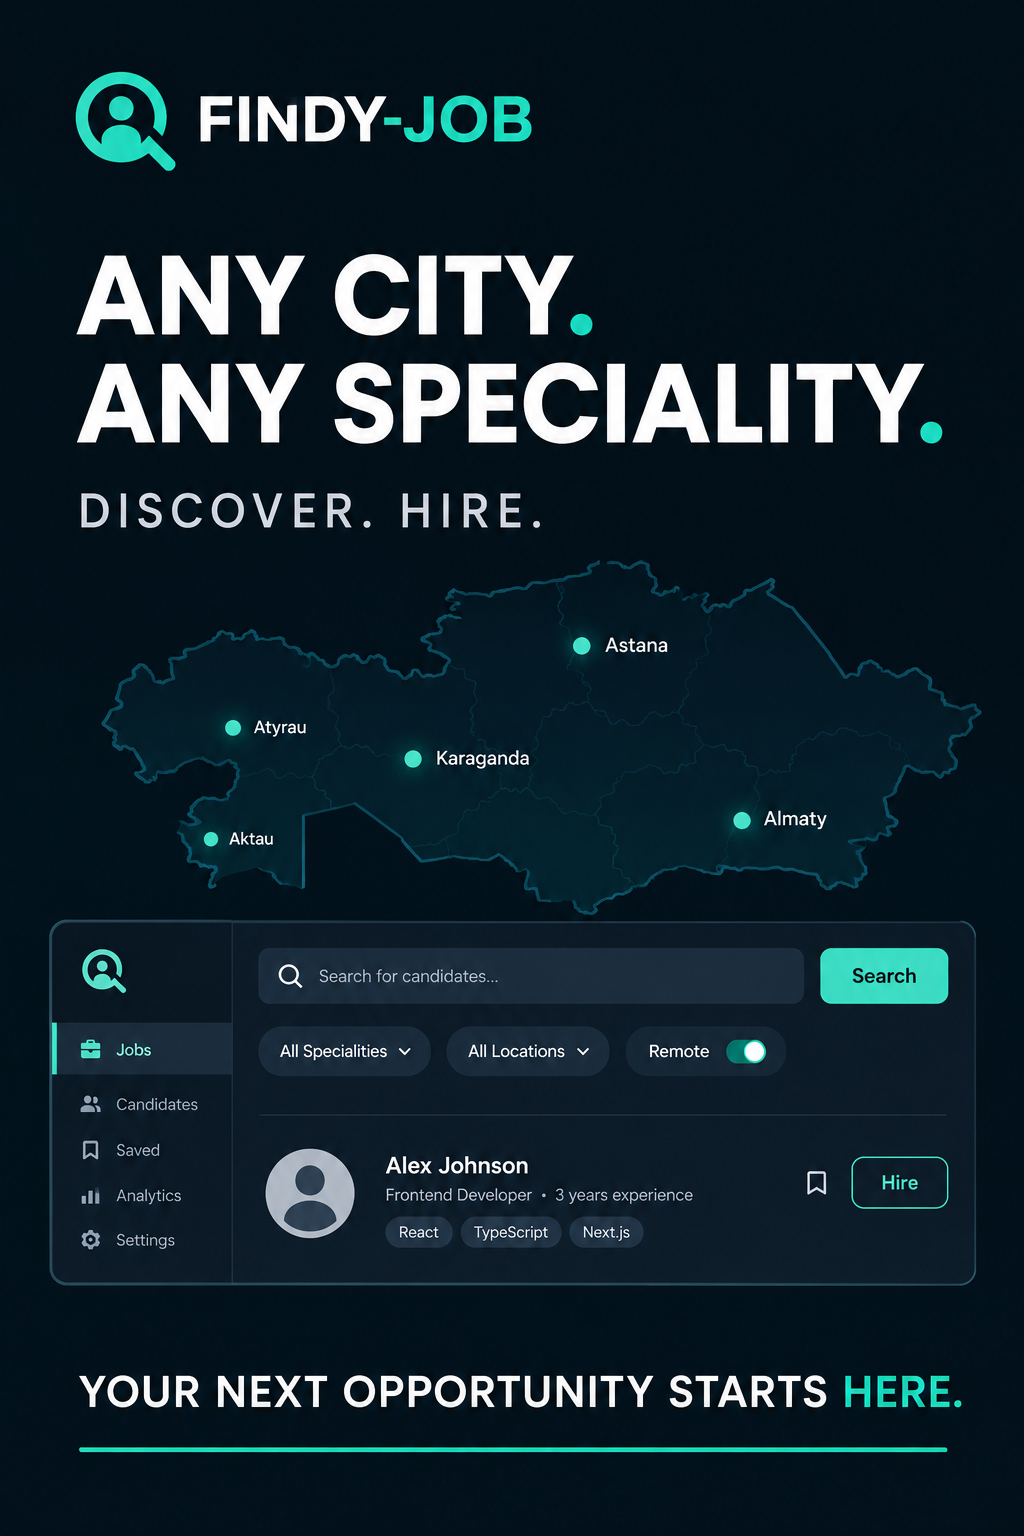 FINDY-JOB
ANY CITY.
ANY SPECIALITY.
DISCOVER. HIRE.
Astana
Atyrau
Karaganda
Almaty
Aktau
Search for candidates...
Search
Jobs
All Specialities
All Locations
Remote
Candidates
Saved
Analytics
Settings
Alex Johnson
Frontend Developer • 3 years experience
React
TypeScript
Next.js
Hire
YOUR NEXT OPPORTUNITY STARTS HERE.